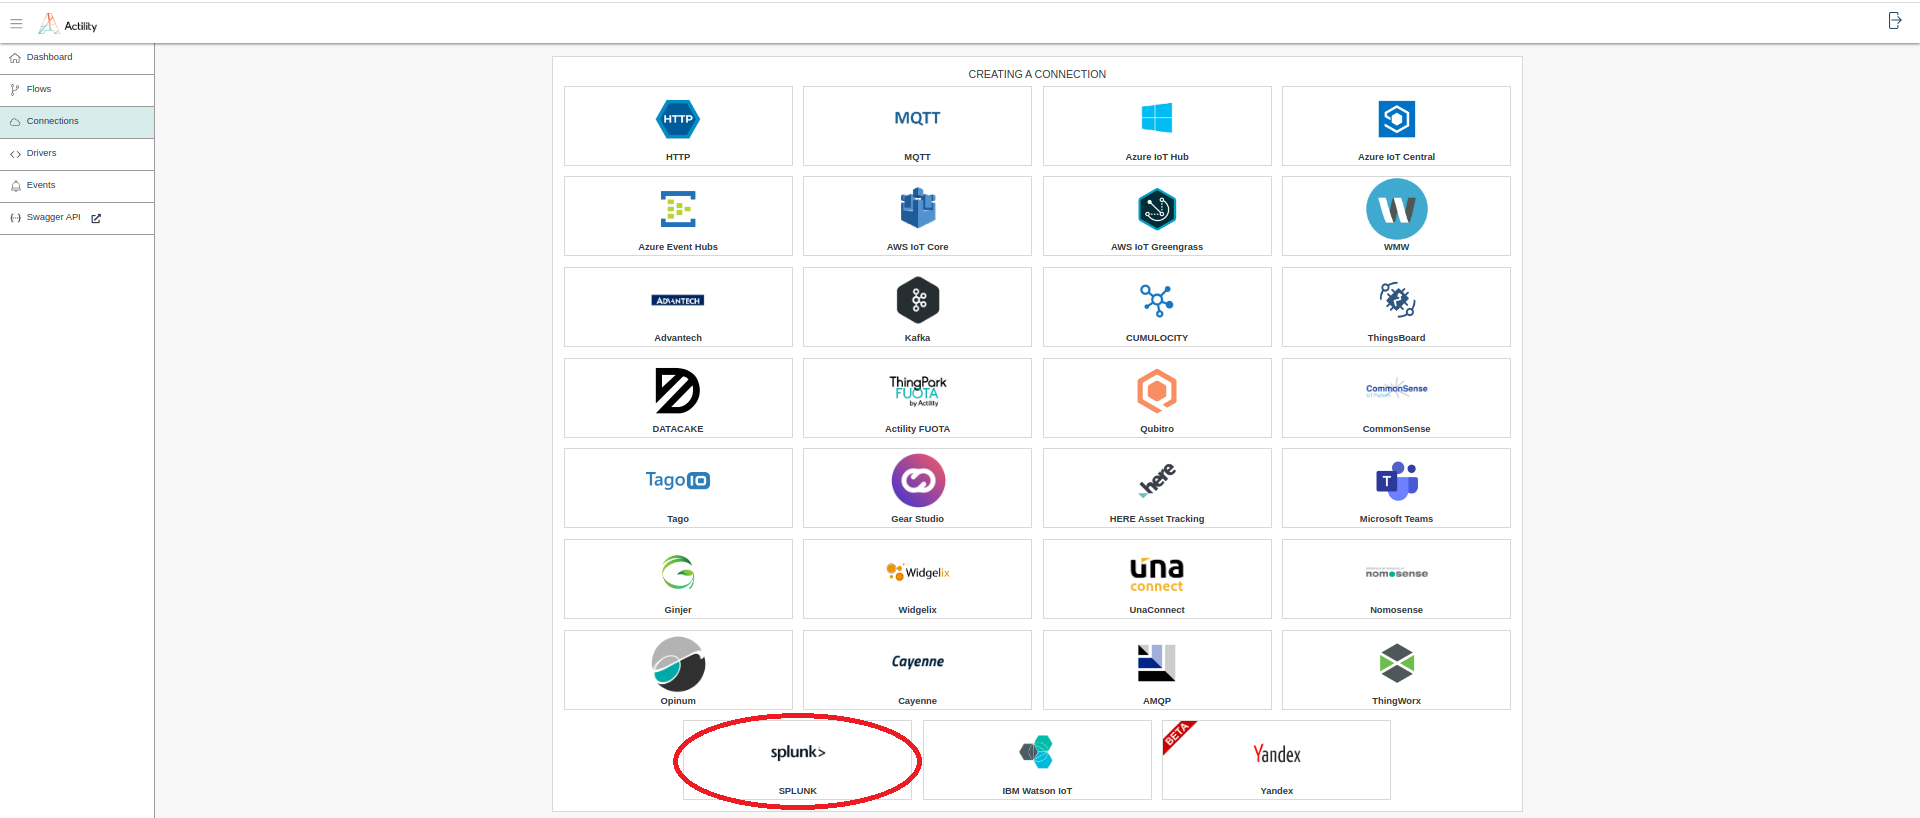 Actility
Dashboard
Flows
Connections
Drivers
Events
Swagger API
CREATING A CONNECTION
HTTP
HTTP
MQTT
MQTT
Azure IoT Hub
Azure IoT Central
Azure Event Hubs
AWS IoT Core
AWS IoT Greengrass
W
WMW
ADVANTECH
Advantech
Kafka
CUMULOCITY
ThingsBoard
DATACAKE
ThingPark
FUOTA
by Actility
Actility FUOTA
Qubitro
CommonSense
IoT Platform
CommonSense
TagoIO
Tago
Gear Studio
here
HERE Asset Tracking
T
Microsoft Teams
Ginjer
Widgelix
Widgelix
una
connect
UnaConnect
nomosense
Nomosense
Opinum
Cayenne
Cayenne
AMQP
ThingWorx
splunk>
SPLUNK
IBM Watson IoT
BETA
Yandex
Yandex